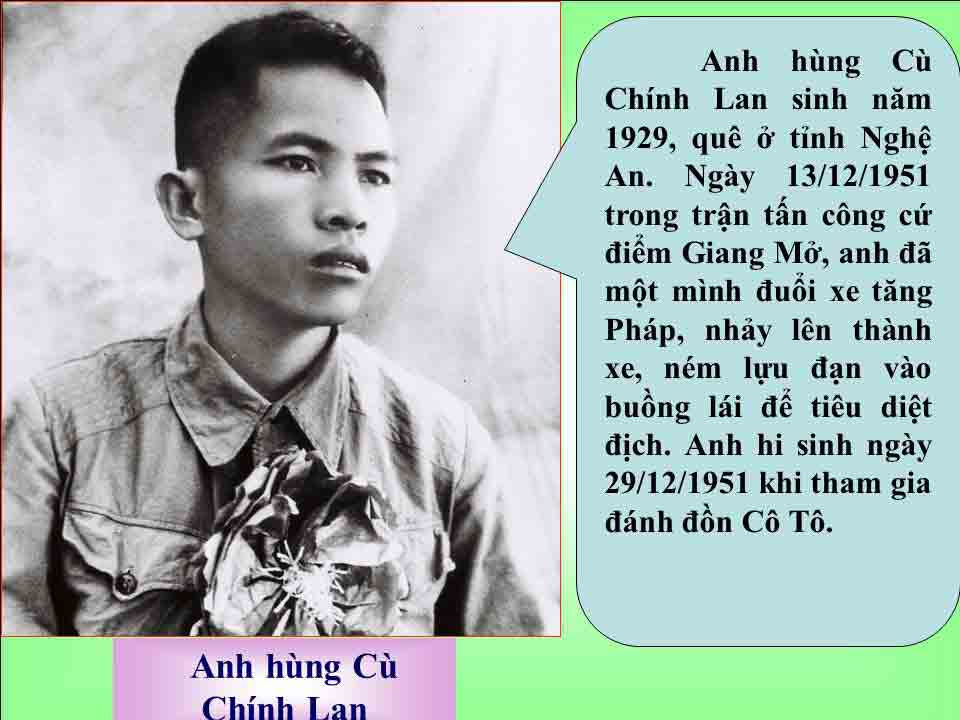 Anh hùng Cù
Chính Lan sinh năm
1929, quê ở tỉnh Nghệ
An. Ngày 13/12/1951
trong trận tấn công cứ
điểm Giang Mở, anh đã
một mình đuổi xe tăng
Pháp, nhảy lên thành
xe, ném lựu đạn vào
buồng lái để tiêu diệt
địch. Anh hi sinh ngày
29/12/1951 khi tham gia
đánh đồn Cô Tô.
Anh hùng Cù
Chính Lan